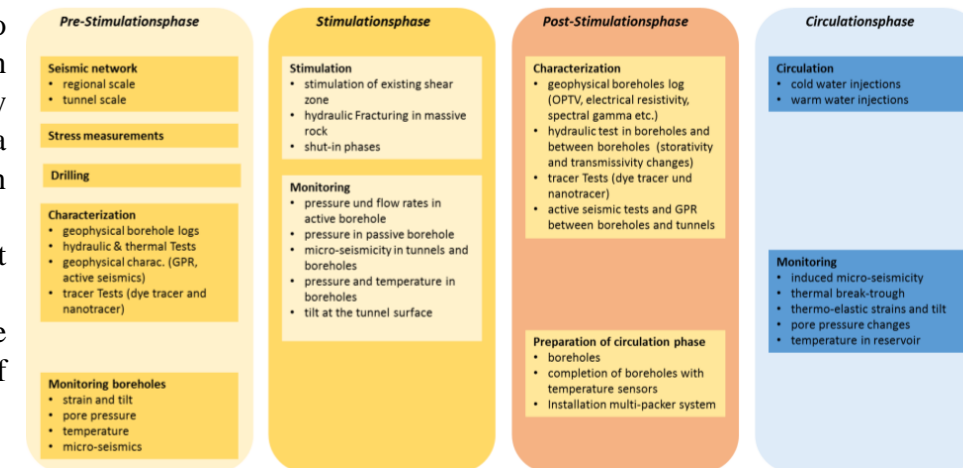 Pre-Stimulationsphase
Seismic network
• regional scale
• tunnel scale
Stress measurements
Drilling
Characterization
• geophysical borehole logs
• hydraulic & thermal Tests
• geophysical charac. (GPR,
active seismics)
• tracer Tests (dye tracer and
nanotracer)
Monitoring boreholes
• strain and tilt
• pore pressure
• temperature
• micro-seismics
Stimulationsphase
Stimulation
• stimulation of existing shear
zone
• hydraulic Fracturing in massive
rock
• shut-in phases
Monitoring
• pressure und flow rates in
active borehole
• pressure in passive borehole
• micro-seismicity in tunnels and
boreholes
• pressure and temperature in
boreholes
• tilt at the tunnel surface
Post-Stimulationsphase
Characterization
• geophysical boreholes log
(OPTV, electrical resistivity,
spectral gamma etc.)
• hydraulic test in boreholes and
between boreholes (storativity
and transmissivity changes)
• tracer Tests (dye tracer und
nanotracer)
• active seismic tests and GPR
between boreholes and tunnels
Preparation of circulation phase
• boreholes
• completion of boreholes with
temperature sensors
• Installation multi-packer system
Circulationsphase
Circulation
• cold water injections
• warm water injections
Monitoring
• induced micro-seismicity
• thermal break-trough
• thermo-elastic strains and tilt
• pore pressure changes
• temperature in reservoir